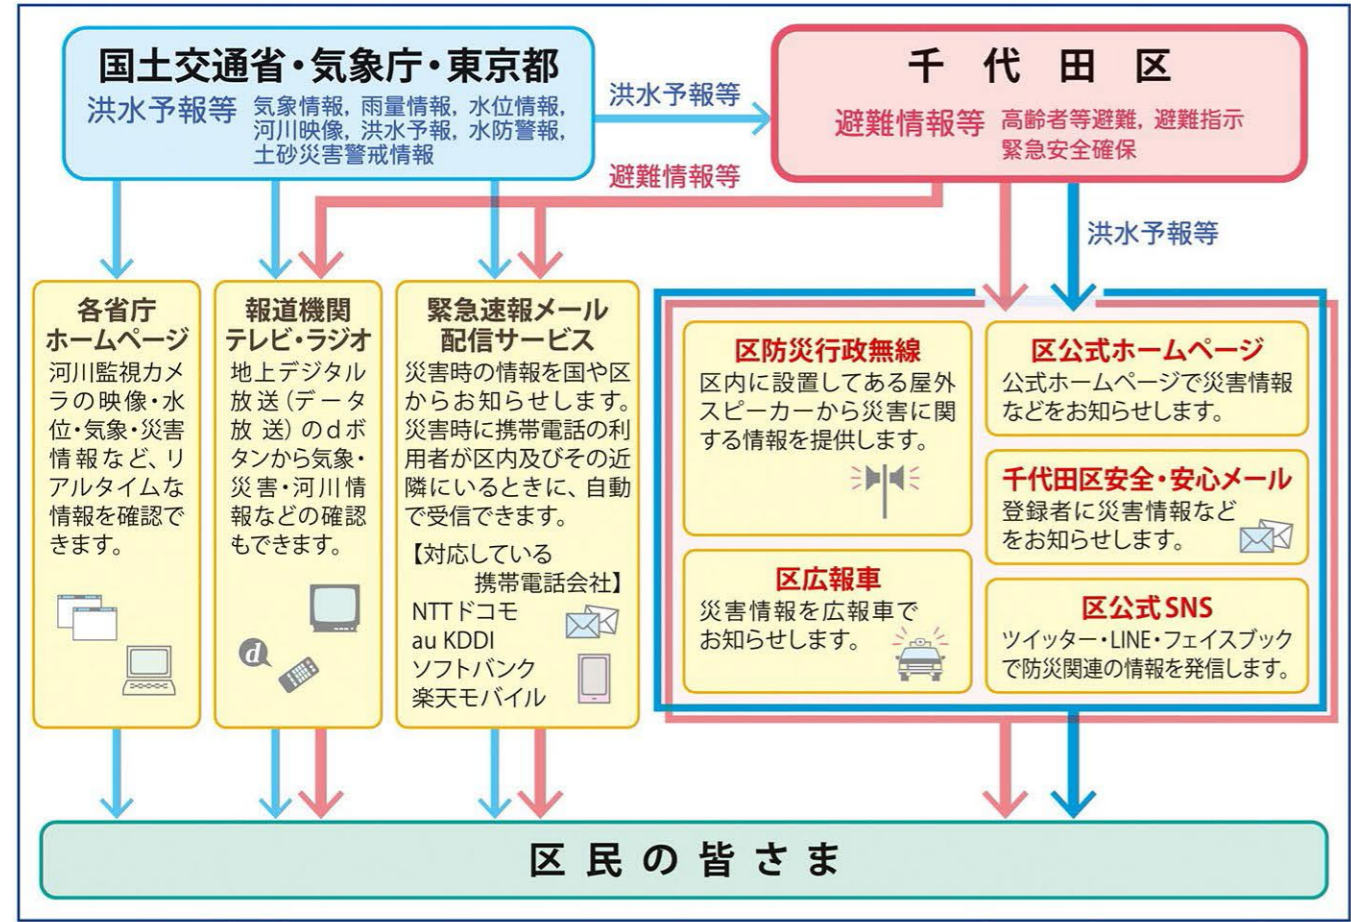 国土交通省・気象庁・東京都
洪水予報等
気象情報, 雨量情報, 水位情報,
河川映像, 洪水予報, 水防警報,
土砂災害警戒情報
洪水予報等
千代田区
避難情報等
高齢者等避難, 避難指示
緊急安全確保
避難情報等
洪水予報等
各省庁
ホームページ
河川監視カメ
ラの映像・水
位・気象・災害
情報など、リ
アルタイムな
情報を確認で
きます。
報道機関
テレビ・ラジオ
地上デジタル
放送(データ
放送)のdボ
タンから気象・
災害・河川情
報などの確認
もできます。
d
緊急速報メール
配信サービス
災害時の情報を国や区
からお知らせします。
災害時に携帯電話の利
用者が区内及びその近
隣にいるときに、自動
で受信できます。
【対応している
携帯電話会社】
NTTドコモ
au KDDI
ソフトバンク
楽天モバイル
区防災行政無線
区内に設置してある屋外
スピーカーから災害に関
する情報を提供します。
区広報車
災害情報を広報車で
お知らせします。
区公式ホームページ
公式ホームページで災害情報
などをお知らせします。
千代田区安全・安心メール
登録者に災害情報など
をお知らせします。
区公式SNS
ツイッター・LINE・フェイスブック
で防災関連の情報を発信します。
区民の皆さま